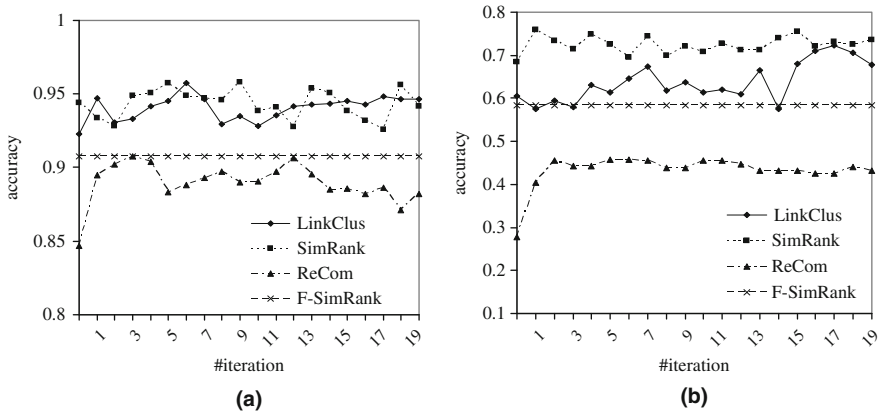 1
0.95
0.9
0.85
0.8
accuracy
LinkClus
SimRank
ReCom
F-SimRank
1 3 5 7 9 11 13 15 17 19
#iteration
(a)
0.8
0.7
0.6
0.5
0.4
0.3
0.2
0.1
accuracy
LinkClus
SimRank
ReCom
F-SimRank
1 3 5 7 9 11 13 15 17 19
#iteration
(b)